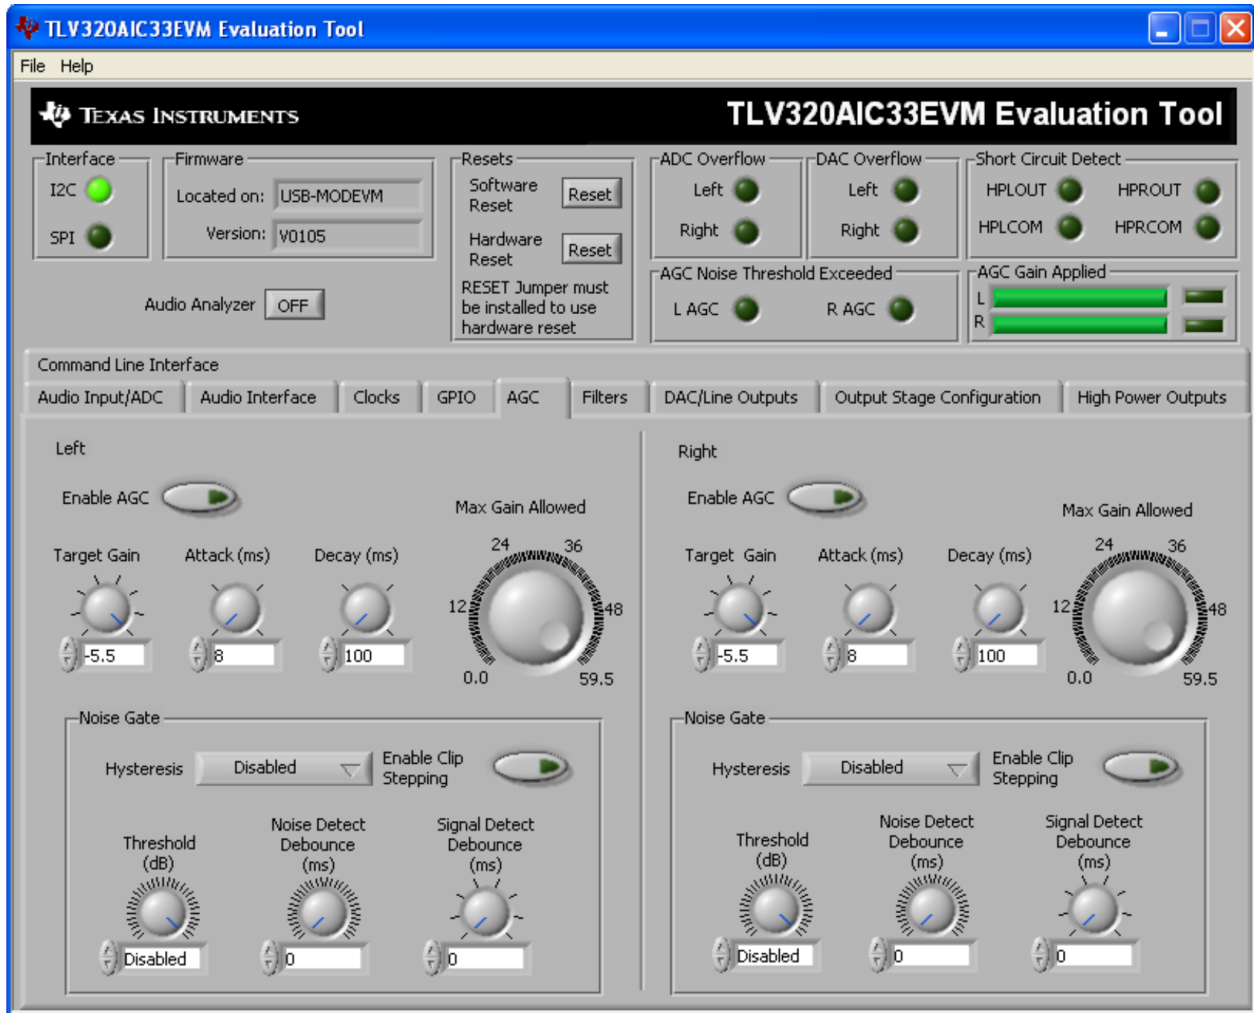 TLV320AIC33EVM Evaluation Tool
File Help
TEXAS INSTRUMENTS
TLV320AIC33EVM Evaluation Tool
Interface
I2C
SPI
Firmware
Located on: USB-MODEVM
Version: V0105
Audio Analyzer OFF
Resets
Software Reset Reset
Hardware Reset Reset
RESET Jumper must
be installed to use
hardware reset
ADC Overflow
Left
Right
DAC Overflow
Left
Right
Short Circuit Detect
HPLOUT HPROUT
HPLCOM HPRCOM
AGC Noise Threshold Exceeded
L AGC R AGC
AGC Gain Applied
L
R
Command Line Interface
Audio Input/ADC Audio Interface Clocks GPIO AGC Filters DAC/Line Outputs Output Stage Configuration High Power Outputs
Left
Enable AGC
Target Gain Attack (ms) Decay (ms)
-5.5 8 100
Max Gain Allowed
24 36
12 48
0.0 59.5
Noise Gate
Hysteresis Disabled
Enable Clip
Stepping
Threshold
(dB)
Disabled
Noise Detect
Debounce
(ms)
0
Signal Detect
Debounce
(ms)
0
Right
Enable AGC
Target Gain Attack (ms) Decay (ms)
-5.5 8 100
Max Gain Allowed
24 36
12 48
0.0 59.5
Noise Gate
Hysteresis Disabled
Enable Clip
Stepping
Threshold
(dB)
Disabled
Noise Detect
Debounce
(ms)
0
Signal Detect
Debounce
(ms)
0